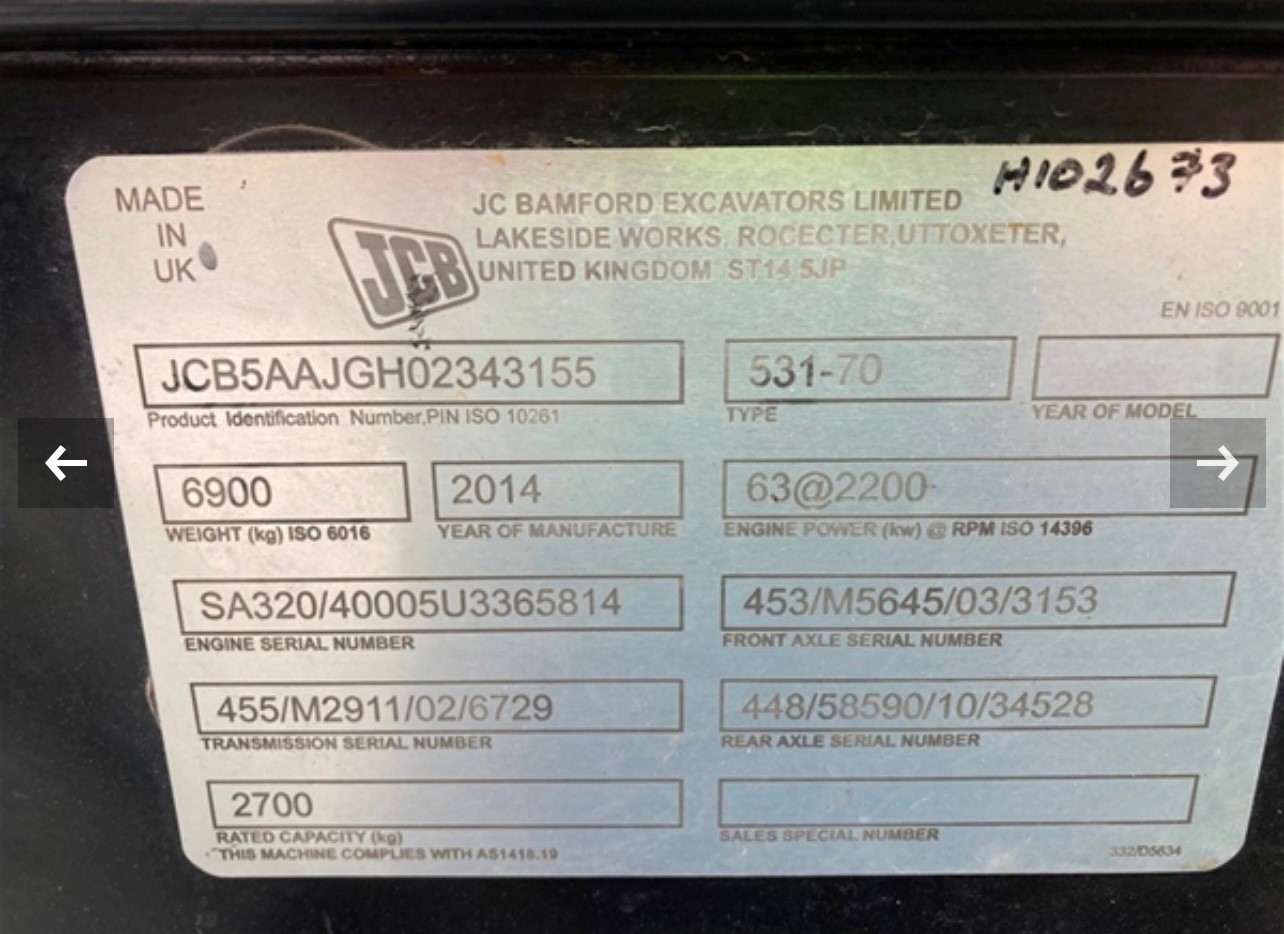 H102673
MADE
IN
UK
JCB
JC BAMFORD EXCAVATORS LIMITED
LAKESIDE WORKS, ROCECTER,UTTOXETER,
UNITED KINGDOM ST14 5JP
EN ISO 9001
JCB5AAJGH02343155
Product Identification Number,PIN ISO 10261
531-70
TYPE
YEAR OF MODEL
6900
WEIGHT (kg) ISO 6016
2014
YEAR OF MANUFACTURE
63@2200
ENGINE POWER (kw) @ RPM ISO 14396
SA320/40005U3365814
ENGINE SERIAL NUMBER
453/M5645/03/3153
FRONT AXLE SERIAL NUMBER
455/M2911/02/6729
TRANSMISSION SERIAL NUMBER
448/58590/10/34528
REAR AXLE SERIAL NUMBER
2700
RATED CAPACITY (kg)
THIS MACHINE COMPLIES WITH AS1418.19
SALES SPECIAL NUMBER
332/D5634